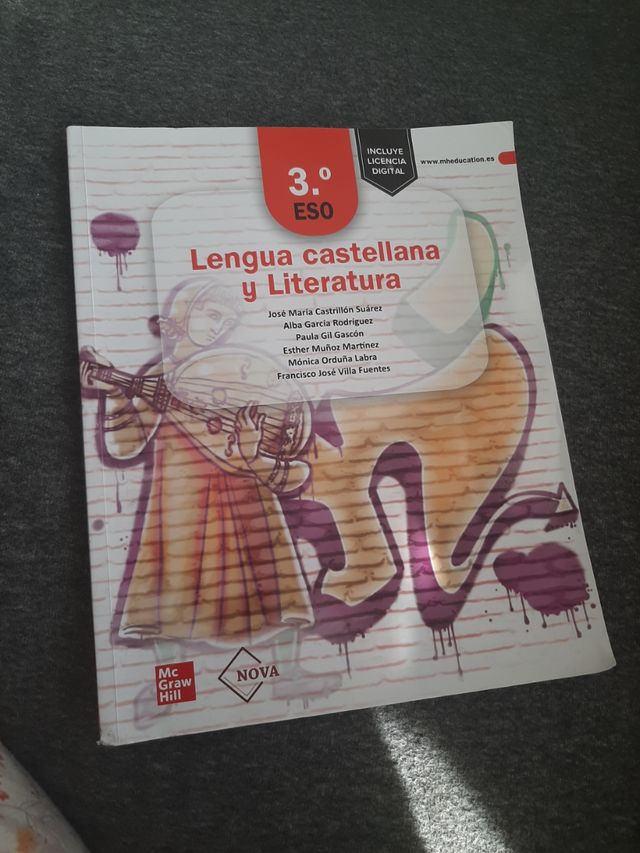 INCLUYE
LICENCIA
DIGITAL
www.mheducation.es
3.º
ESO
Lengua castellana
y Literatura
José María Castrillón Suárez
Alba García Rodríguez
Paula Gil Gascón
Esther Muñoz Martínez
Mónica Orduña Labra
Francisco José Villa Fuentes
Mc
Graw
Hill
NOVA